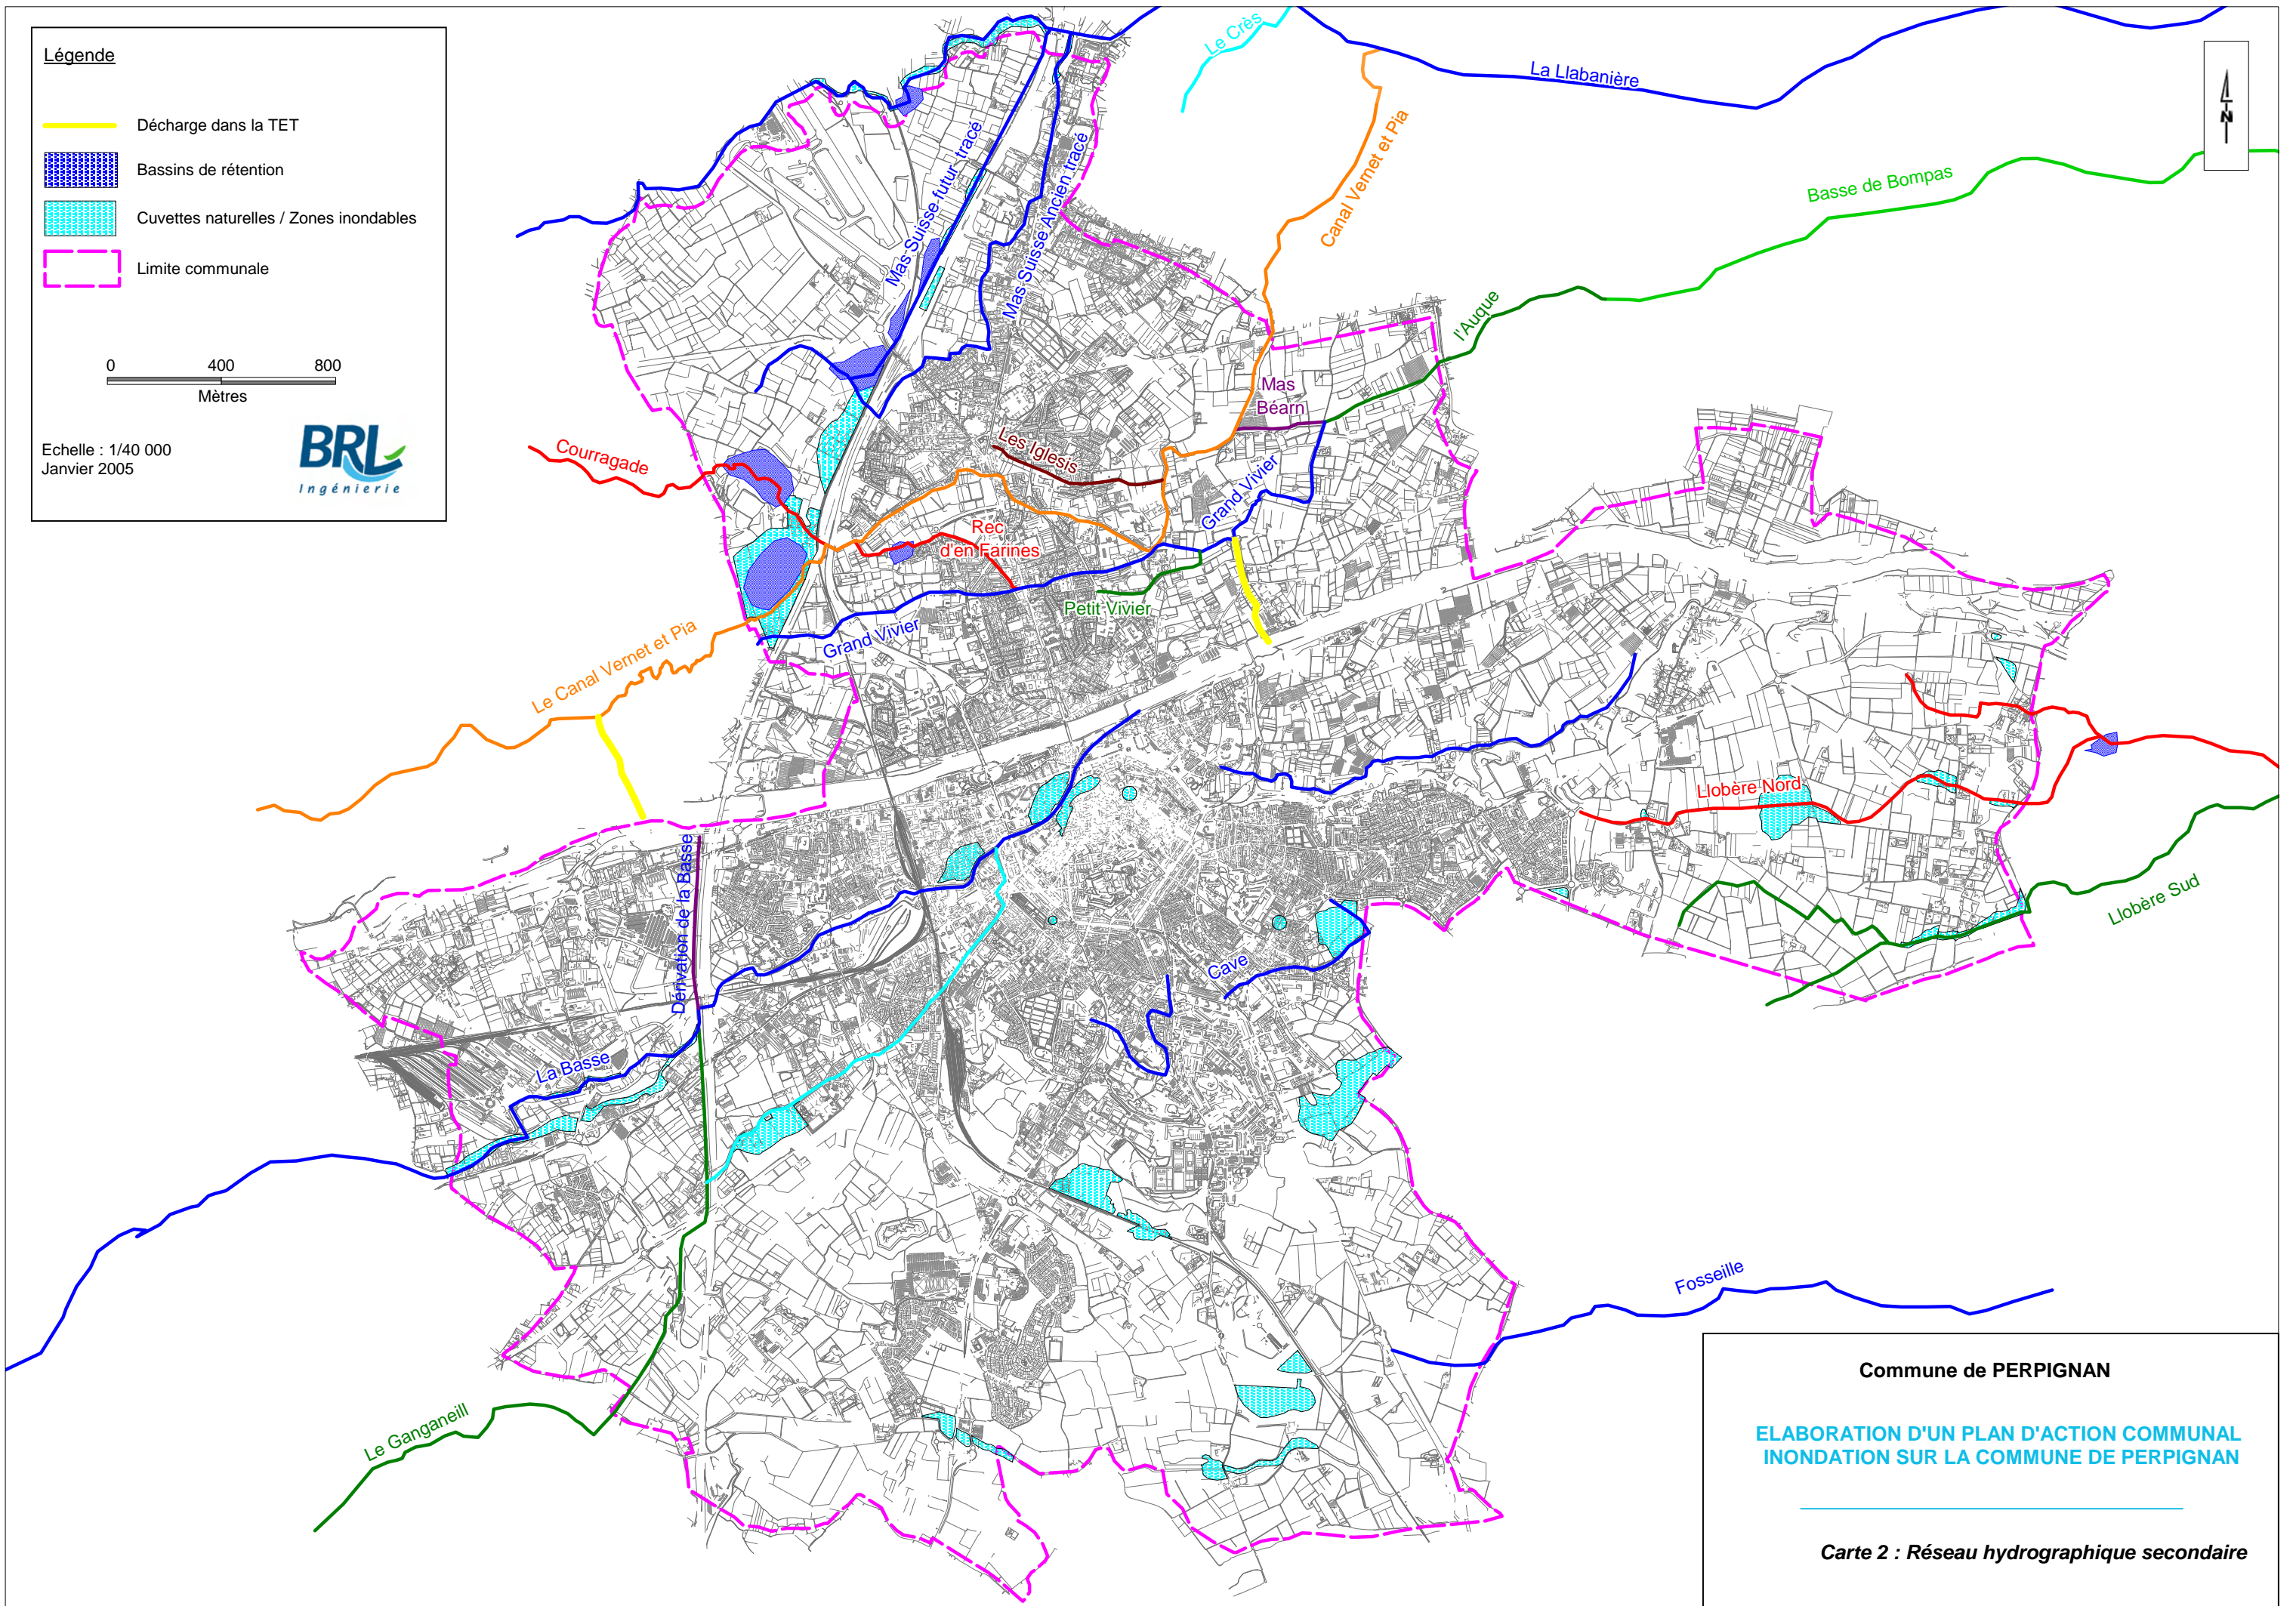 Légende
Décharge dans la TET
Bassins de rétention
Cuvettes naturelles / Zones inondables
Limite communale
0 400 800
Mètres
Echelle : 1/40 000
Janvier 2005
BRL
Ingénierie
Le Crès
La Llabanière
N
Mas Suisse futur tracé
Mas Suisse Ancien tracé
Canal Vernet et Pia
Basse de Bompas
l'Auque
Mas
Béarn
Courragade
Les Iglesis
Grand Vivier
Rec
d'en Farines
Petit Vivier
Grand Vivier
Le Canal Vernet et Pia
Llobère Nord
Dérivation de la Basse
Llobère Sud
Cave
La Basse
Fosseille
Le Ganganeill
Commune de PERPIGNAN
ELABORATION D'UN PLAN D'ACTION COMMUNAL
INONDATION SUR LA COMMUNE DE PERPIGNAN
Carte 2 : Réseau hydrographique secondaire